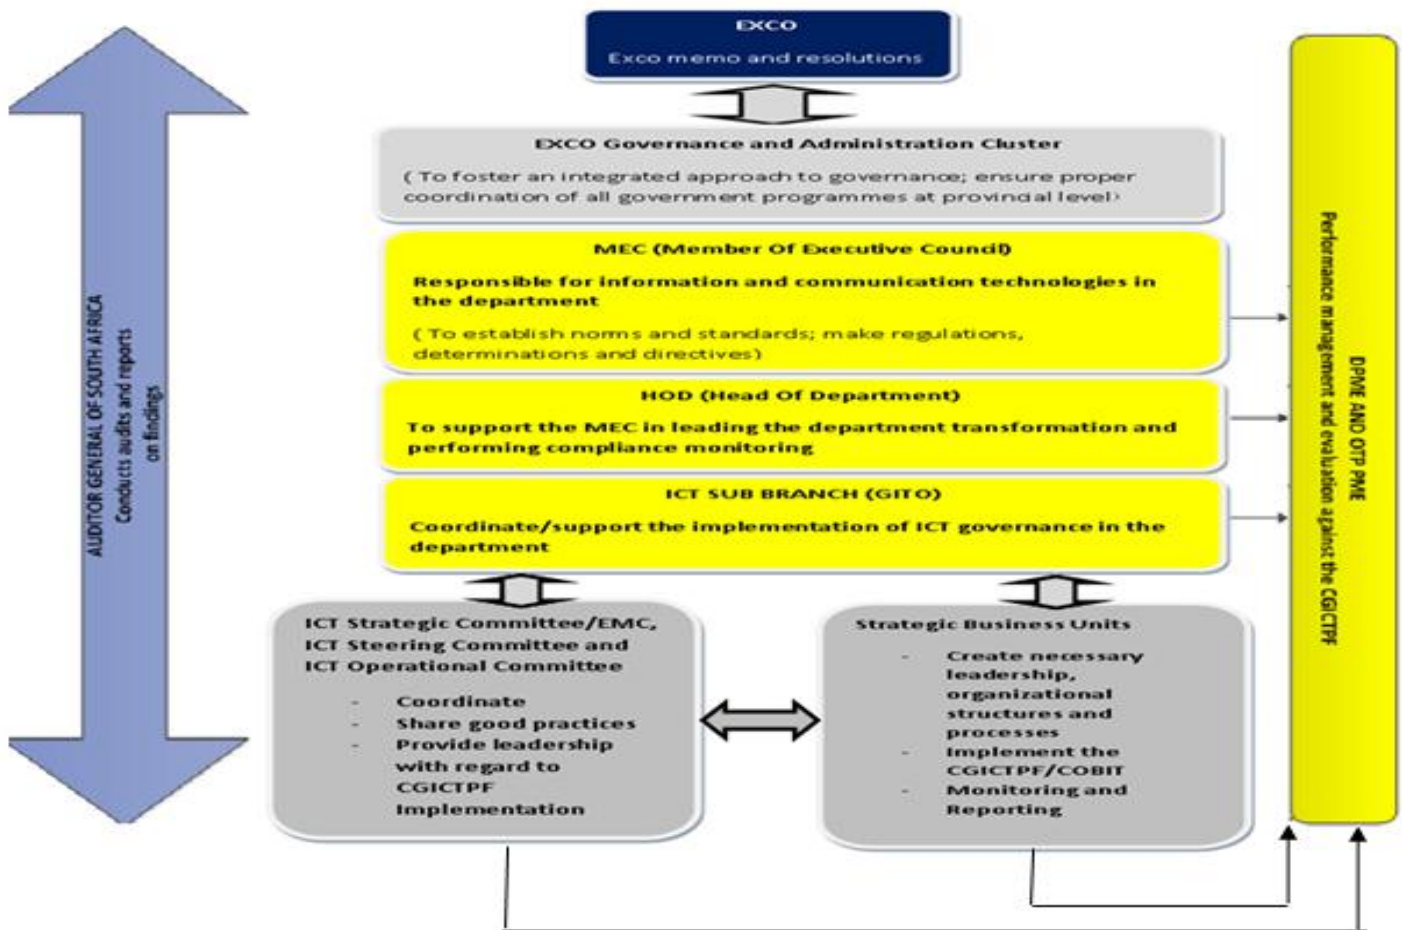 EXCO
Exco memo and resolutions
EXCO Governance and Administration Cluster
( To foster an integrated approach to governance; ensure proper
coordination of all government programmes at provincial level)
MEC (Member Of Executive Council)
Responsible for information and communication technologies in
the department
( To establish norms and standards; make regulations,
determinations and directives)
HOD (Head Of Department)
To support the MEC in leading the department transformation and
performing compliance monitoring
ICT SUB BRANCH (GITO)
Coordinate/support the implementation of ICT governance in the
department
ICT Strategic Committee/EMC,
ICT Steering Committee and
ICT Operational Committee
- Coordinate
- Share good practices
- Provide leadership
with regard to
CGICTPF
Implementation
Strategic Business Units
- Create necessary
leadership,
organizational
structures and
processes
- Implement the
CGICTPF/COBIT
- Monitoring and
Reporting
AUDITOR GENERAL OF SOUTH AFRICA
Conducts audits and reports
on findings
DPME AND OTP PME
Performance management and evaluation against the CGICTPF